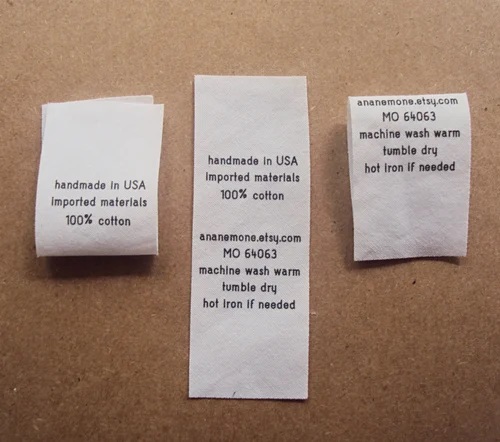 handmade in USA
imported materials
100% cotton
handmade in USA
imported materials
100% cotton
ananemone.etsy.com
MO 64063
machine wash warm
tumble dry
hot iron if needed
ananemone.etsy.com
MO 64063
machine wash warm
tumble dry
hot iron if needed